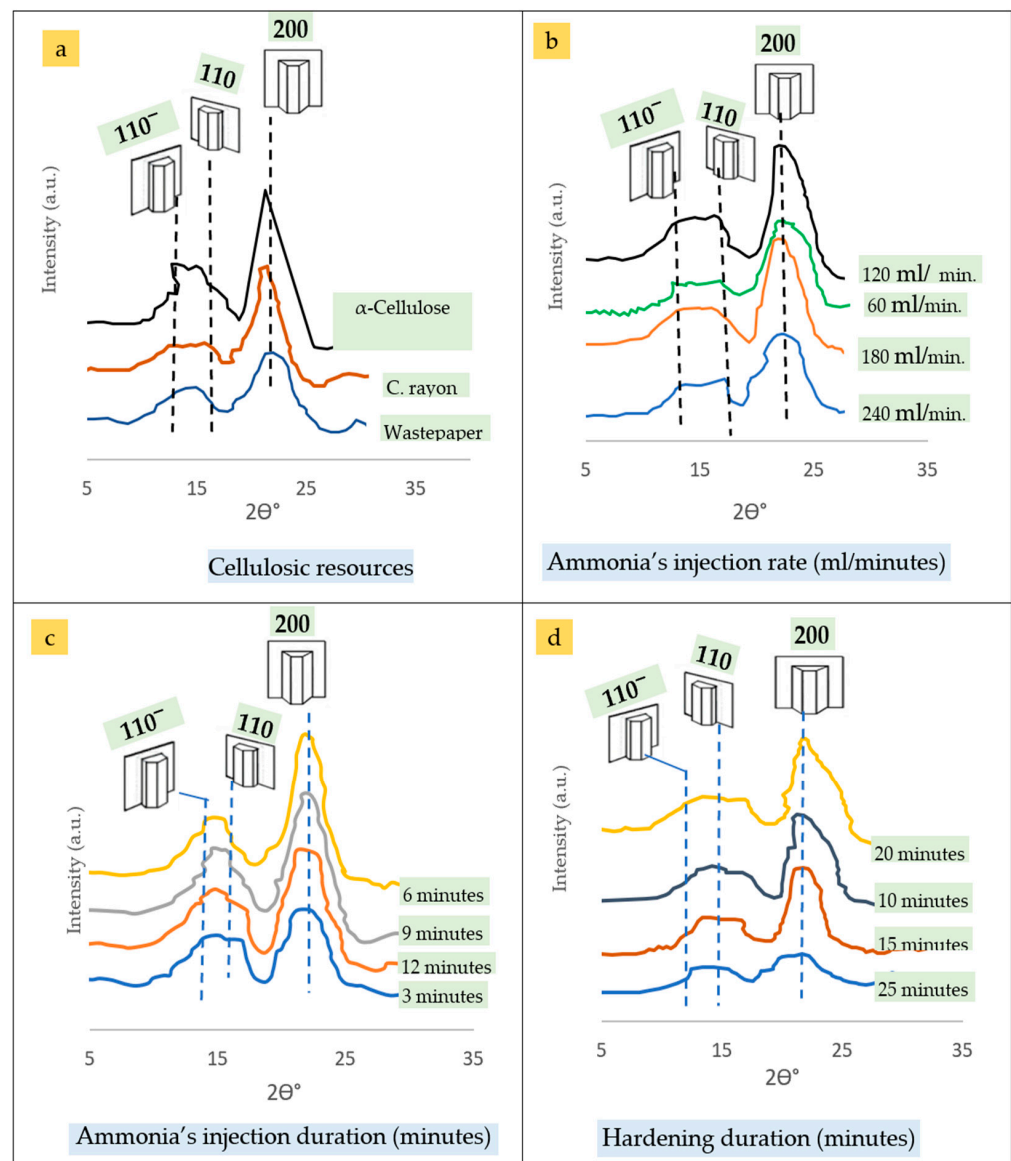 a
200
110
110⁻
Intensity (a.u.)
α-Cellulose
C. rayon
Wastepaper
5
15
25
35
2Θ°
Cellulosic resources
b
200
110⁻
110
Intensity (a.u.)
120 ml/ min.
60 ml/min.
180 ml/min.
240 ml/min.
5
15
25
35
2Θ°
Ammonia's injection rate (ml/minutes)
c
200
110⁻
110
Intensity (a.u.)
6 minutes
9 minutes
12 minutes
3 minutes
5
15
25
35
2Θ°
Ammonia's injection duration (minutes)
d
200
110
110⁻
Intensity (a.u.)
20 minutes
10 minutes
15 minutes
25 minutes
5
15
25
35
2Θ°
Hardening duration (minutes)